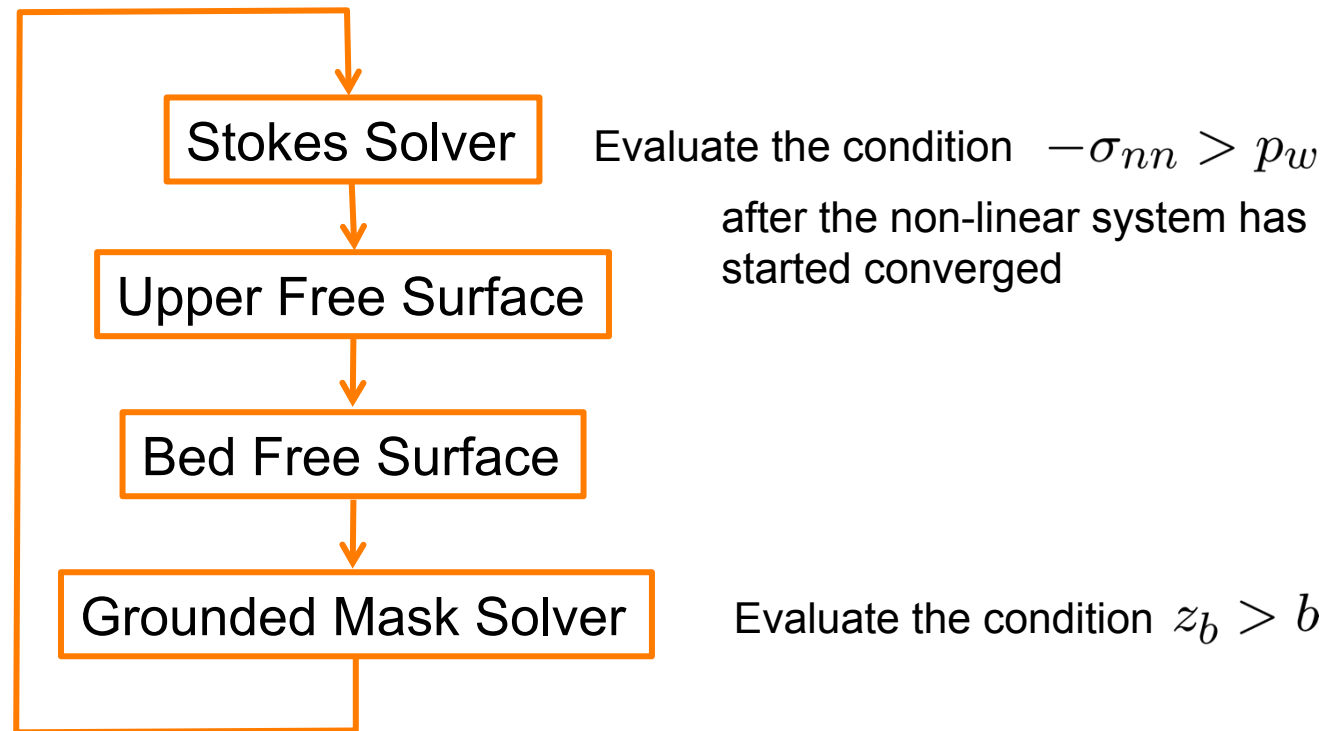 Stokes Solver
Evaluate the condition −σnn > pw
after the non-linear system has
started converged
Upper Free Surface
Bed Free Surface
Grounded Mask Solver
Evaluate the condition zb > b